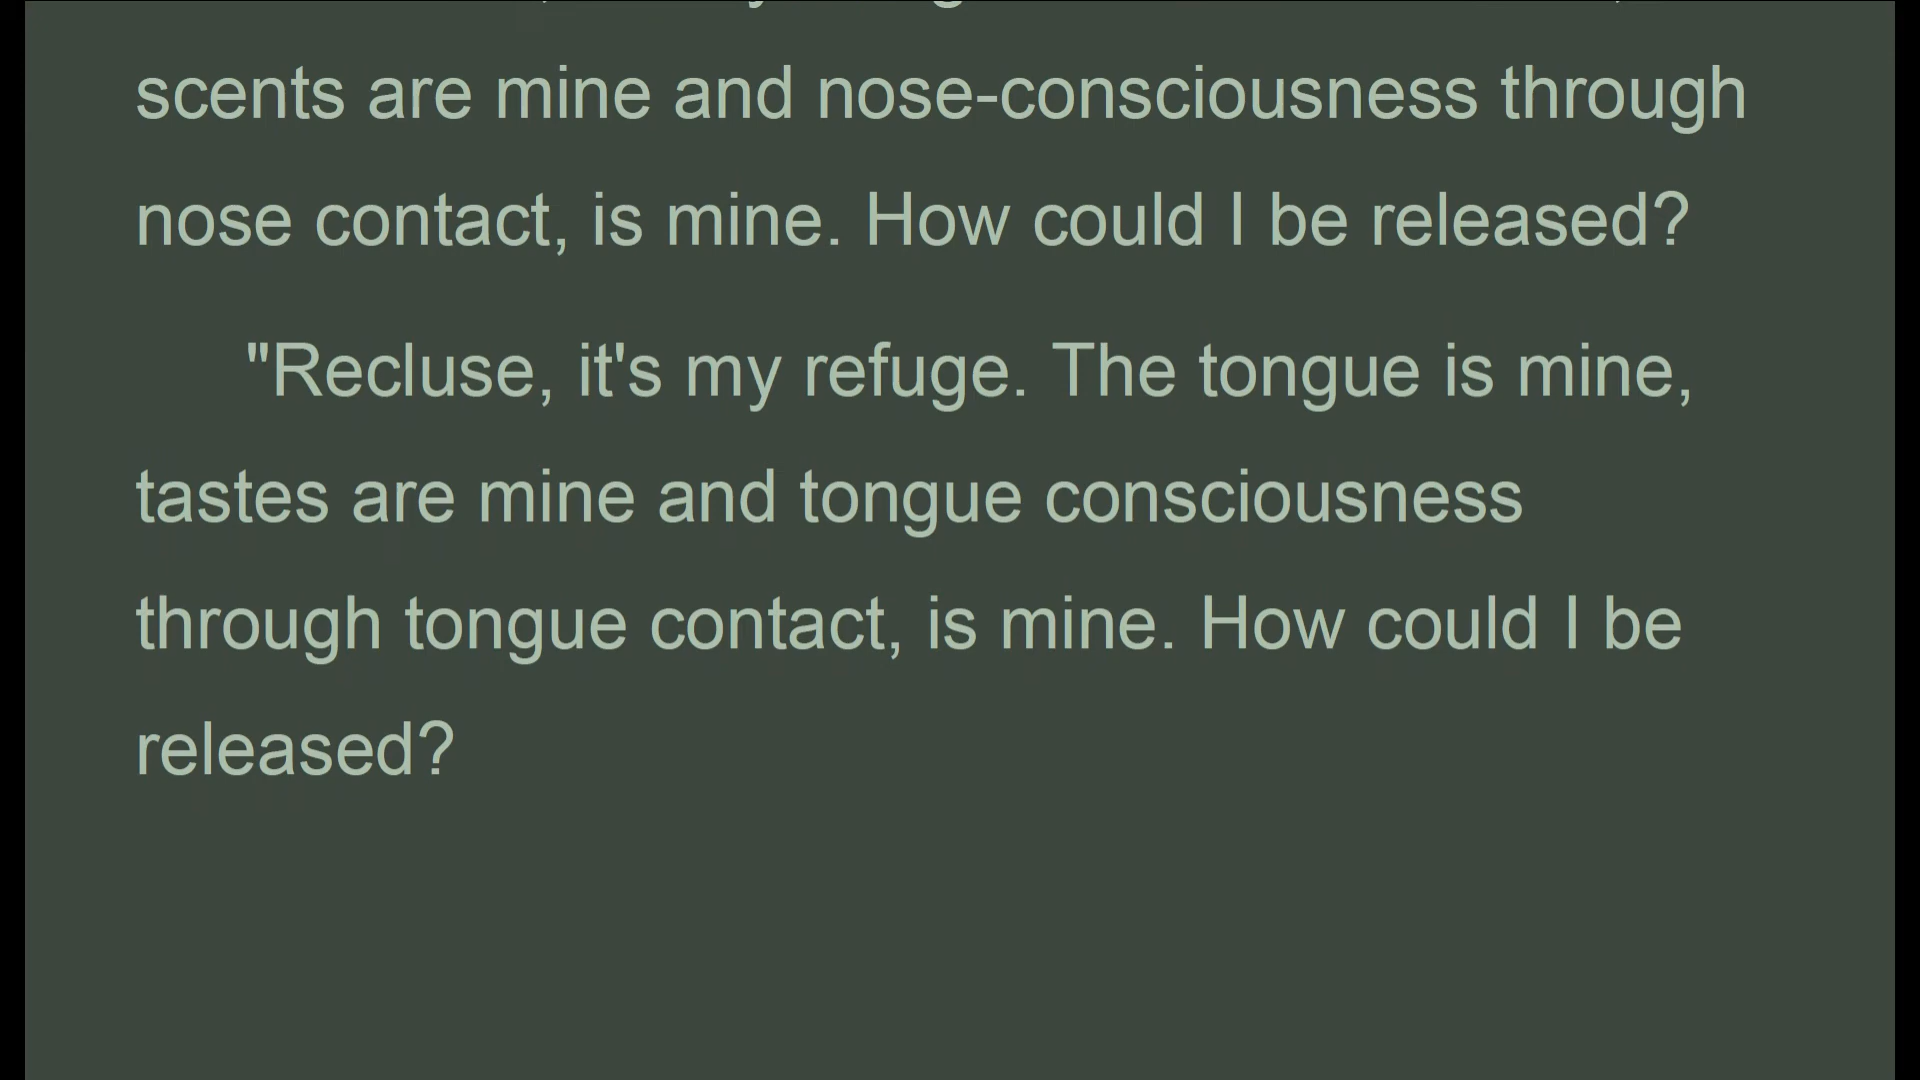 scents are mine and nose-consciousness through
nose contact, is mine. How could I be released?
"Recluse, it's my refuge. The tongue is mine,
tastes are mine and tongue consciousness
through tongue contact, is mine. How could I be
released?